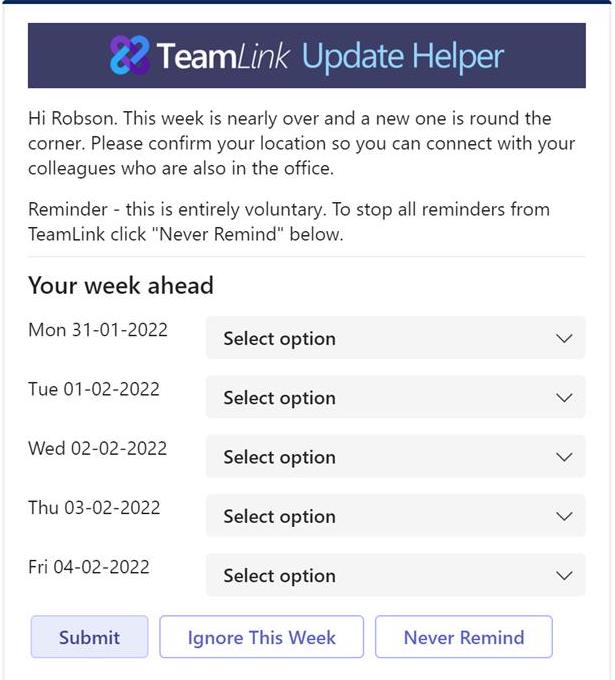 TeamLink Update Helper
Hi Robson. This week is nearly over and a new one is round the
corner. Please confirm your location so you can connect with your
colleagues who are also in the office.
Reminder - this is entirely voluntary. To stop all reminders from
TeamLink click "Never Remind" below.
Your week ahead
Mon 31-01-2022 Select option
Tue 01-02-2022 Select option
Wed 02-02-2022 Select option
Thu 03-02-2022 Select option
Fri 04-02-2022 Select option
Submit Ignore This Week Never Remind